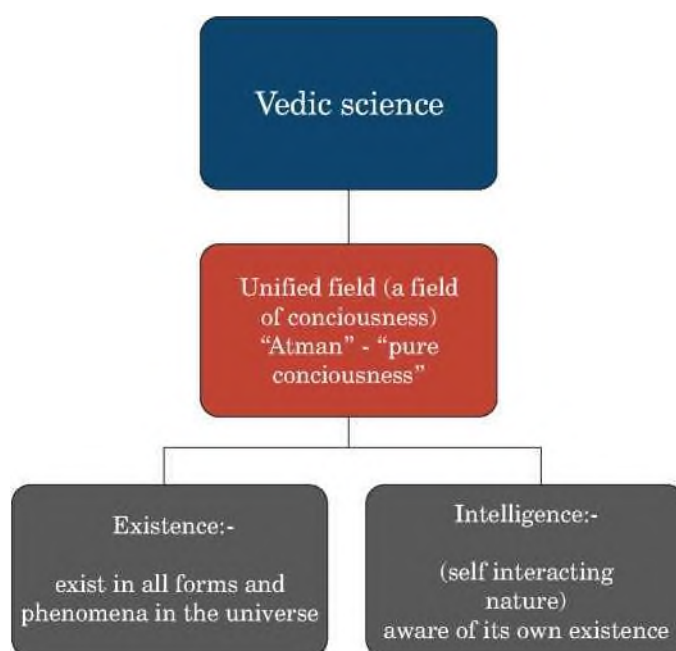 Vedic science
Unified field (a field
of conciousness)
“Atman” - “pure
conciousness”
Existence:-
exist in all forms and
phenomena in the universe
Intelligence:-
(self interacting
nature)
aware of its own existence